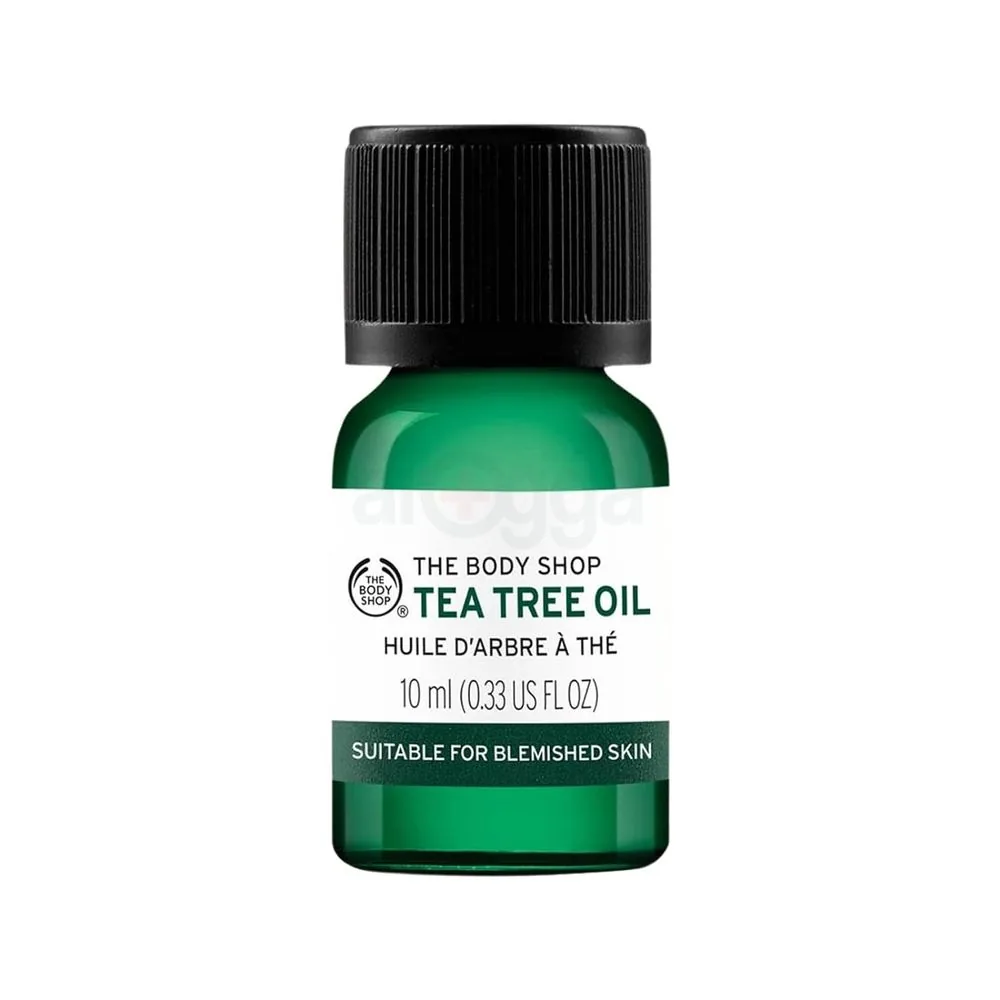 arogga
THE BODY SHOP
THE
BODY
SHOP®
TEA TREE OIL
HUILE D'ARBRE À THÉ
10 ml (0.33 US FL OZ)
SUITABLE FOR BLEMISHED SKIN